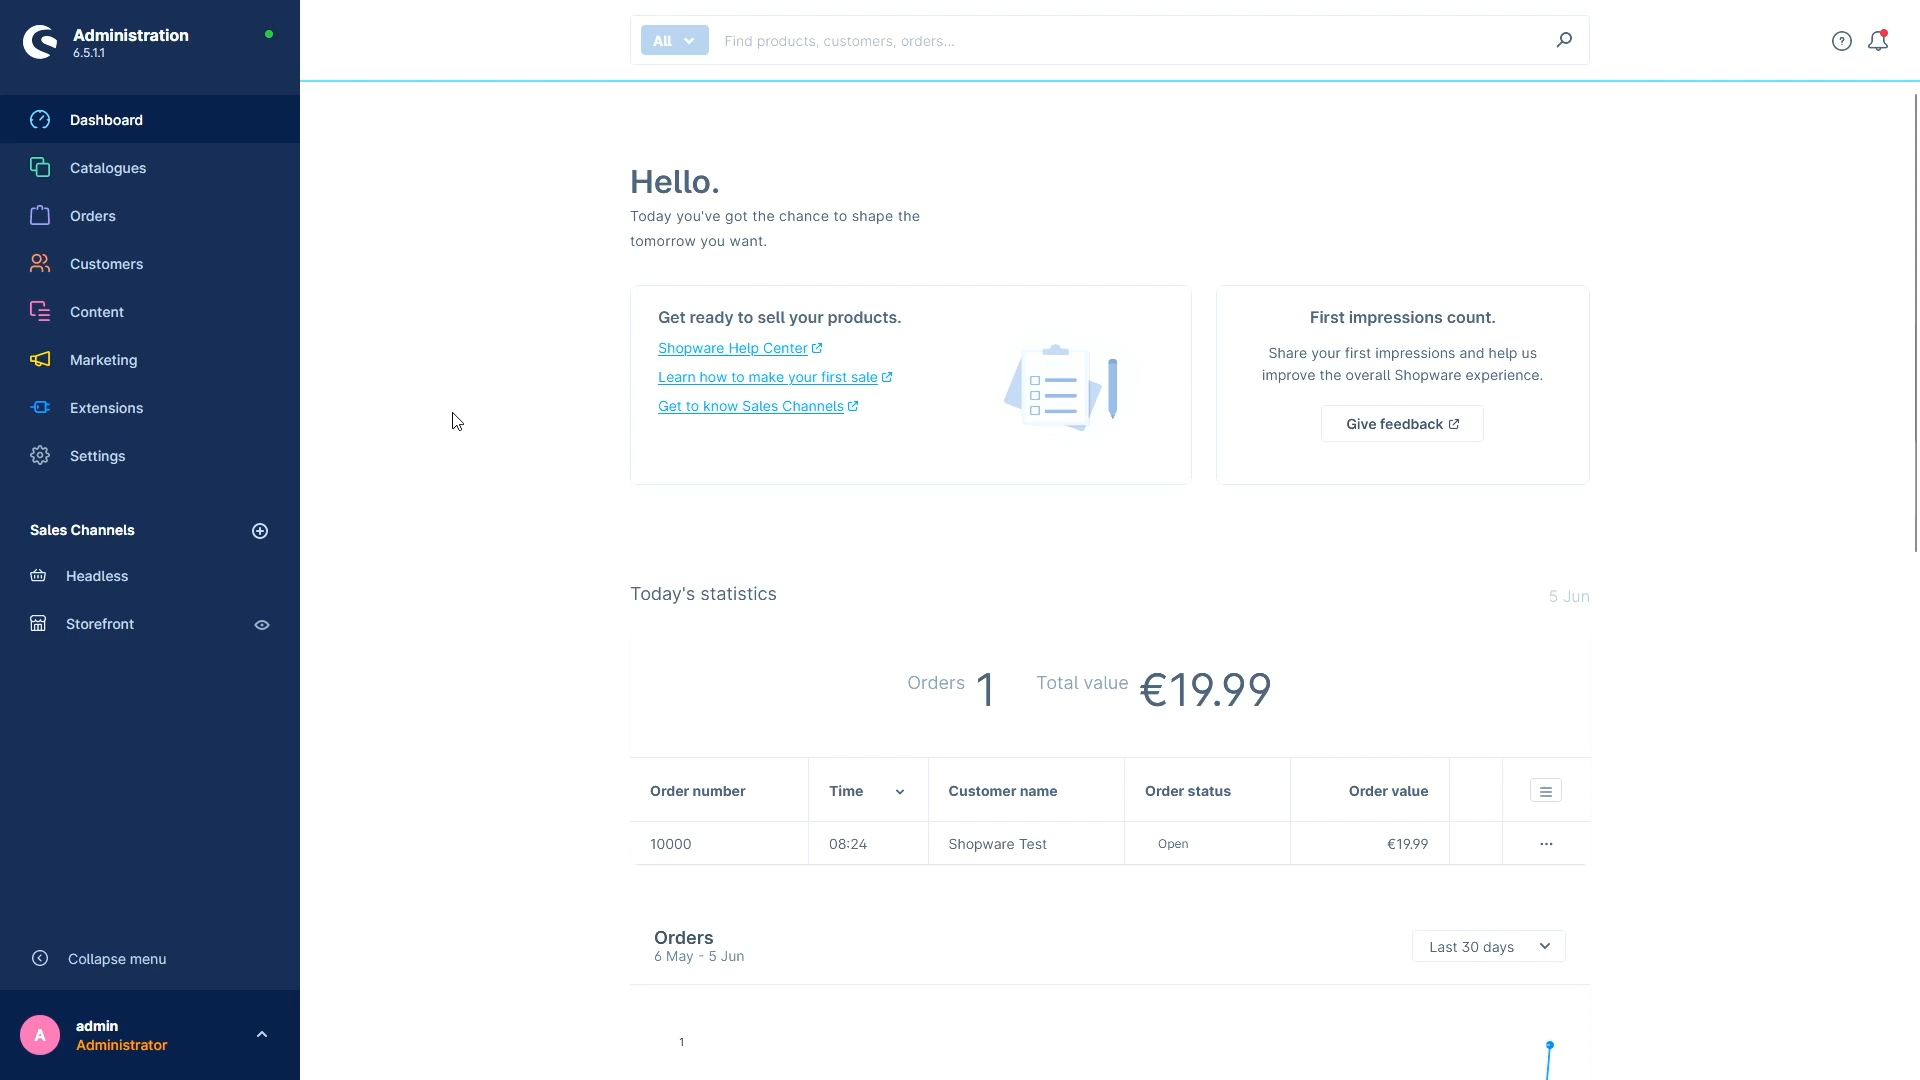 Administration
6.5.1.1
Dashboard
Catalogues
Orders
Customers
Content
Marketing
Extensions
Settings
Sales Channels
Headless
Storefront
Collapse menu
A
admin
Administrator
All
Find products, customers, orders...
Hello.
Today you've got the chance to shape the
tomorrow you want.
Get ready to sell your products.
Shopware Help Center
Learn how to make your first sale
Get to know Sales Channels
First impressions count.
Share your first impressions and help us
improve the overall Shopware experience.
Give feedback
Today's statistics
5 Jun
Orders 1 Total value €19.99
Order number Time Customer name Order status Order value
10000 08:24 Shopware Test Open €19.99
Orders
6 May - 5 Jun
Last 30 days
1